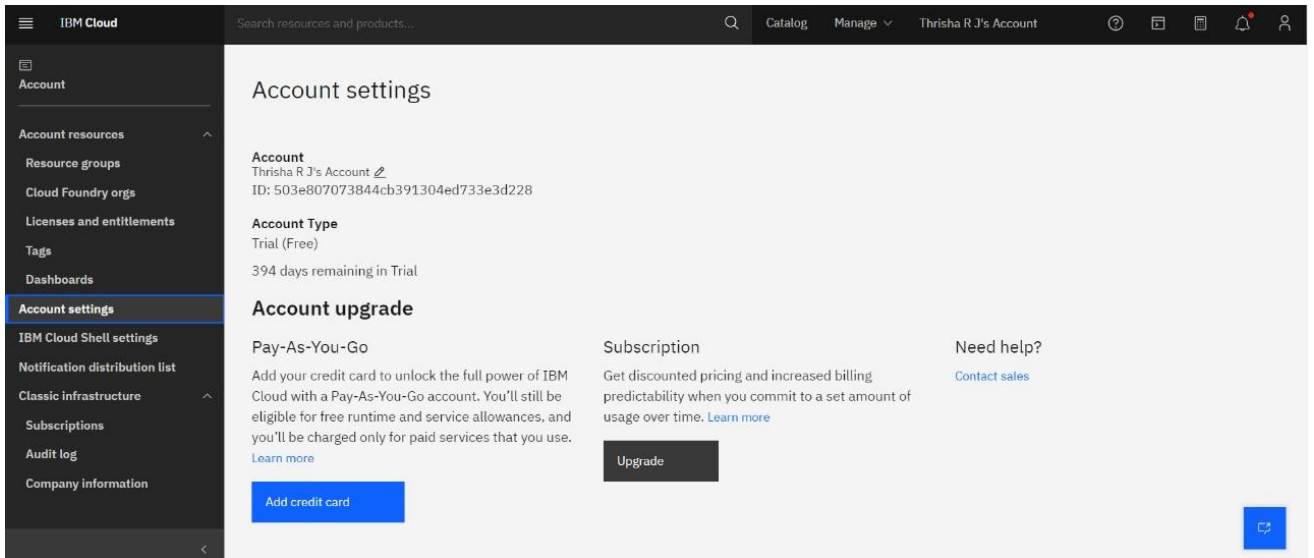 IBM Cloud
Search resources and products...
Catalog
Manage
Thrisha R J's Account
Account
Account resources
Resource groups
Cloud Foundry orgs
Licenses and entitlements
Tags
Dashboards
Account settings
IBM Cloud Shell settings
Notification distribution list
Classic infrastructure
Subscriptions
Audit log
Company information
Account settings
Account
Thrisha R J's Account
ID: 503e807073844cb391304ed733e3d228
Account Type
Trial (Free)
394 days remaining in Trial
Account upgrade
Pay-As-You-Go
Add your credit card to unlock the full power of IBM
Cloud with a Pay-As-You-Go account. You'll still be
eligible for free runtime and service allowances, and
you'll be charged only for paid services that you use.
Learn more
Add credit card
Subscription
Get discounted pricing and increased billing
predictability when you commit to a set amount of
usage over time. Learn more
Upgrade
Need help?
Contact sales